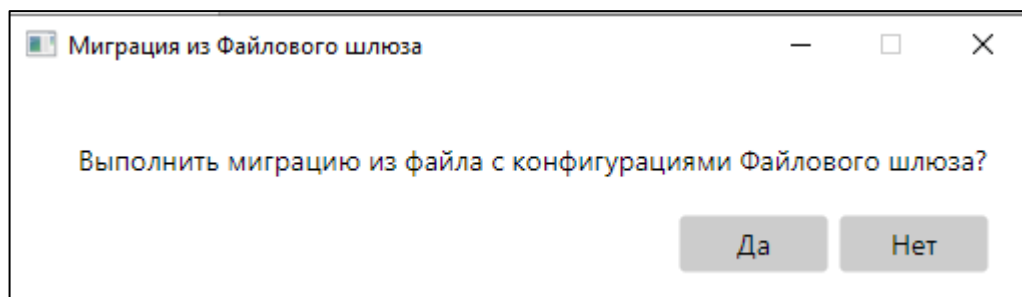 Миграция из Файлового шлюза
Выполнить миграцию из файла с конфигурациями Файлового шлюза?
Да Нет